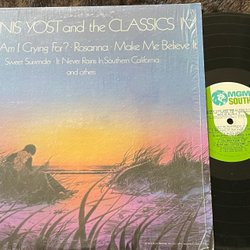 NIS YOST and the CLASSICS IV
Am I Crying For? · Rosanna · Make Me Believe It
Sweet Surrender · It Never Rains In Southern California
and others
MGM
SOUTH